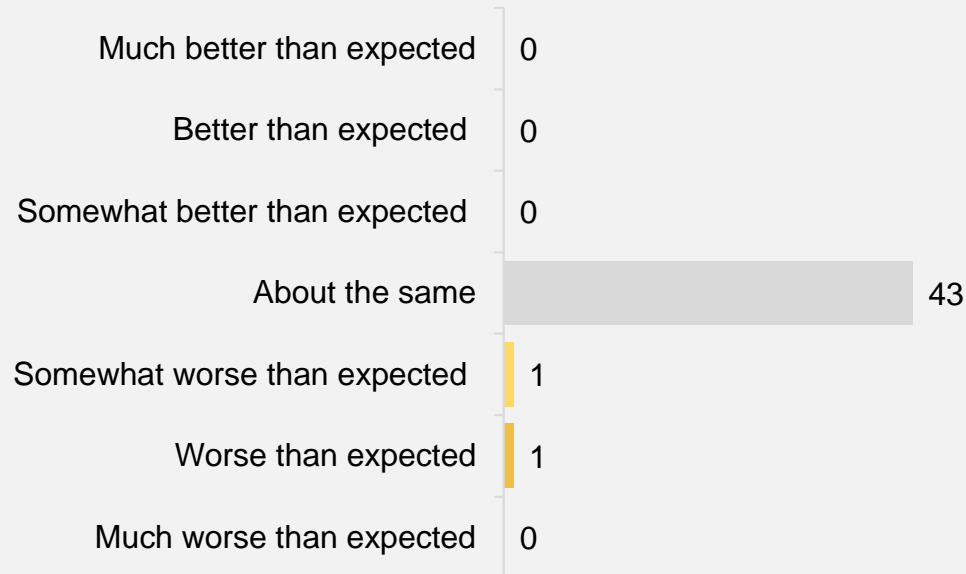 Much better than expected 0
Better than expected 0
Somewhat better than expected 0
About the same 43
Somewhat worse than expected 1
Worse than expected 1
Much worse than expected 0